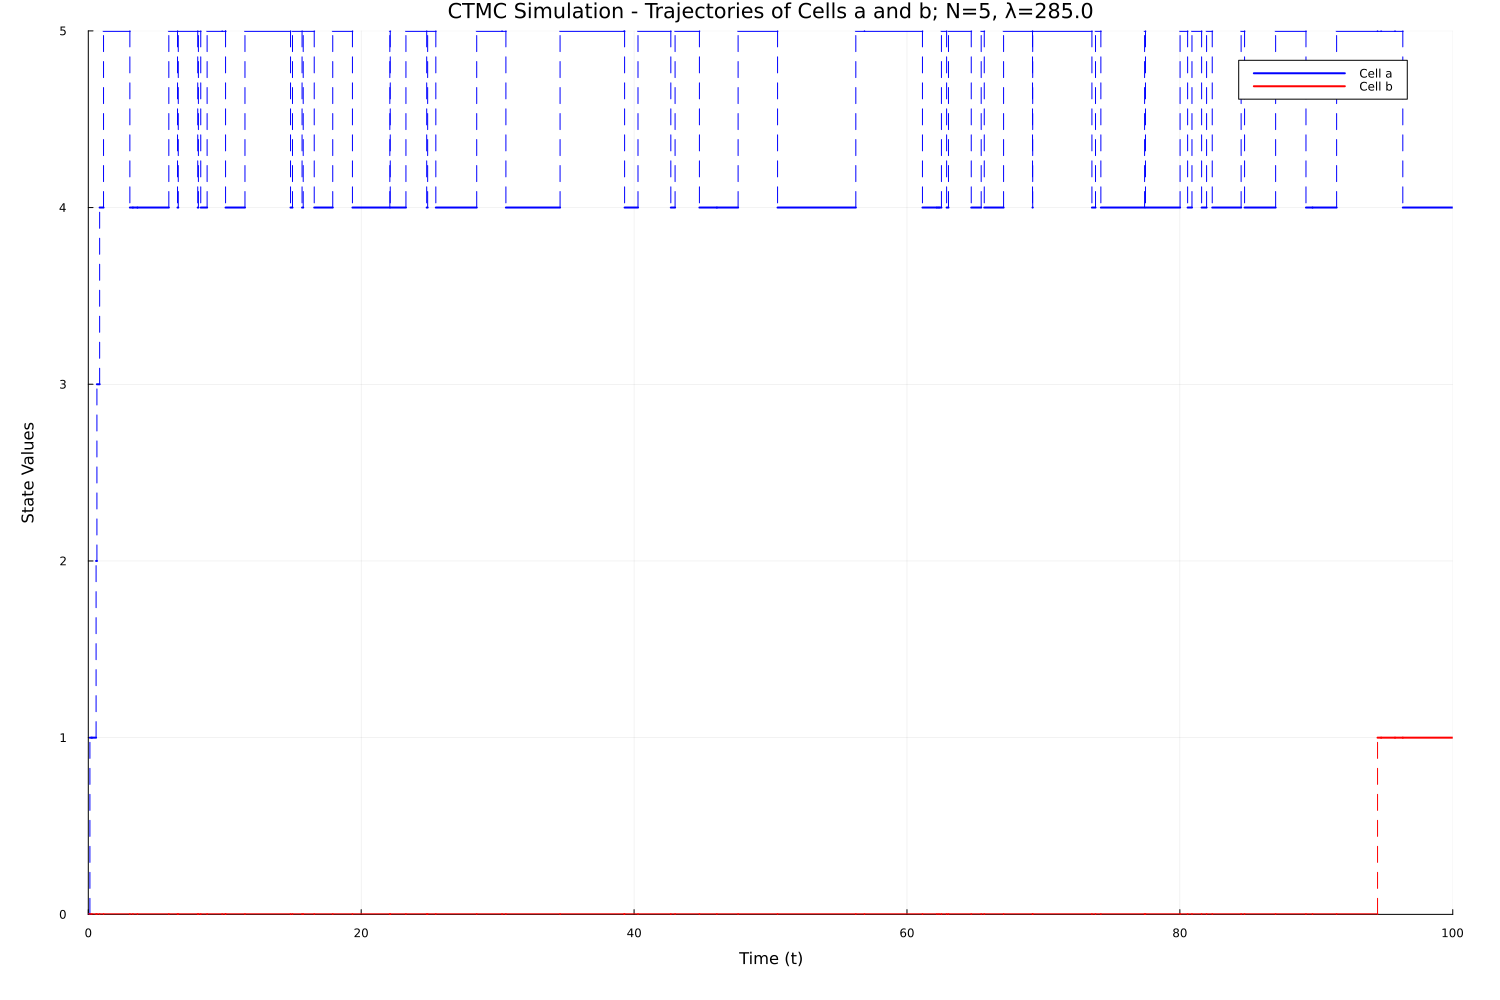 CTMC Simulation - Trajectories of Cells a and b; N=5, λ=285.0
5
Cell a
Cell b
4
3
State Values
2
1
0
0 20 40 60 80 100
Time (t)